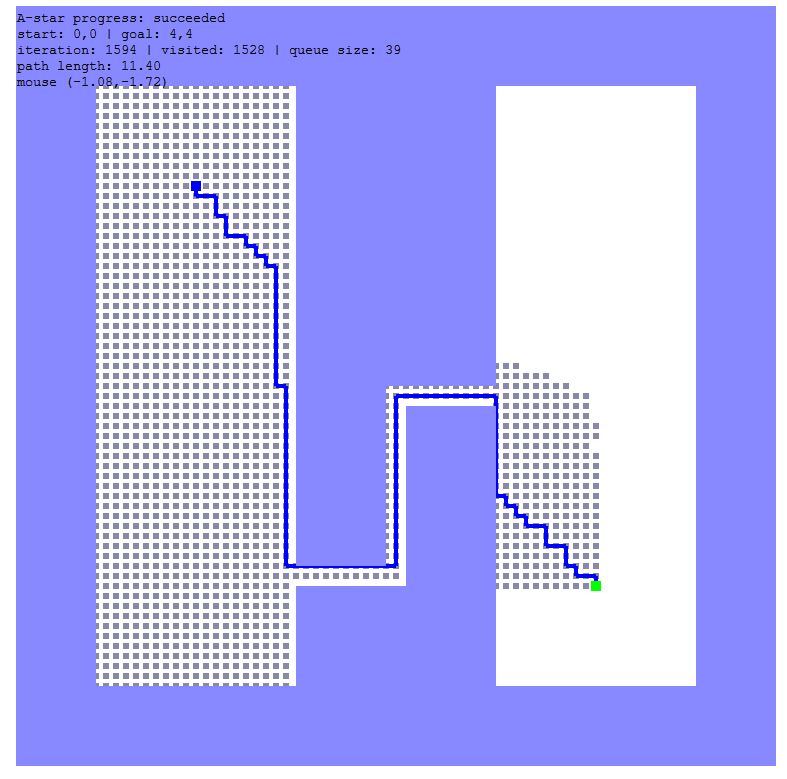 A-star progress: succeeded
start: 0,0 | goal: 4,4
iteration: 1594 | visited: 1528 | queue size: 39
path length: 11.40
mouse (-1.08,-1.72)